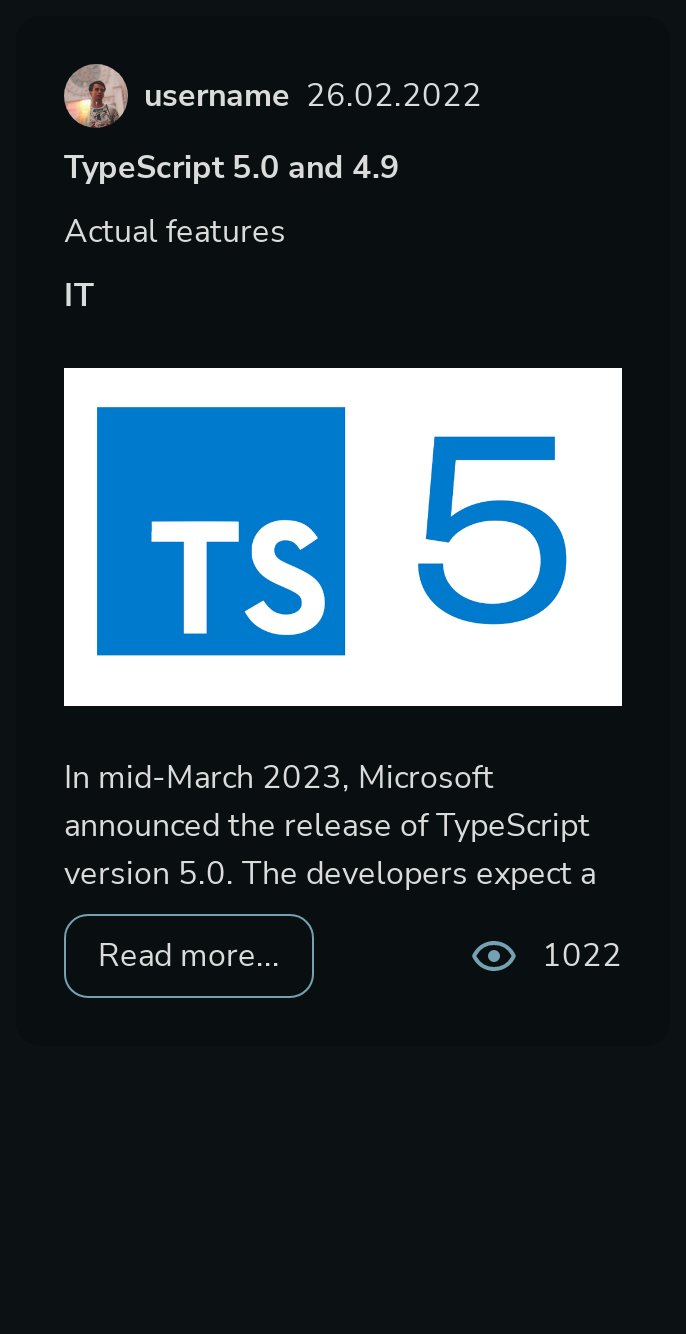 username 26.02.2022
TypeScript 5.0 and 4.9
Actual features
IT
TS 5
In mid-March 2023, Microsoft
announced the release of TypeScript
version 5.0. The developers expect a
Read more...
1022